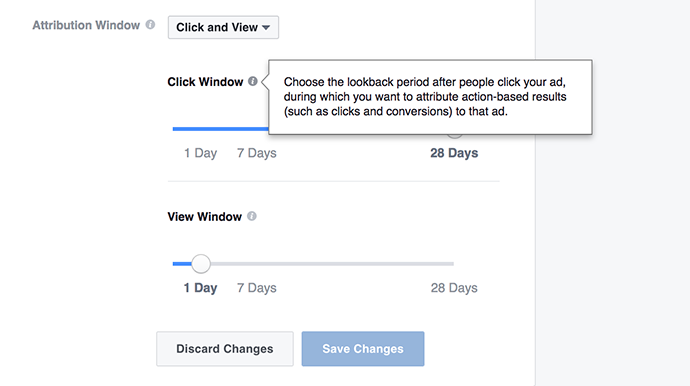 Attribution Window
Click and View
Click Window
Choose the lookback period after people click your ad,
during which you want to attribute action-based results
(such as clicks and conversions) to that ad.
1 Day 7 Days 28 Days
View Window
1 Day 7 Days 28 Days
Discard Changes Save Changes